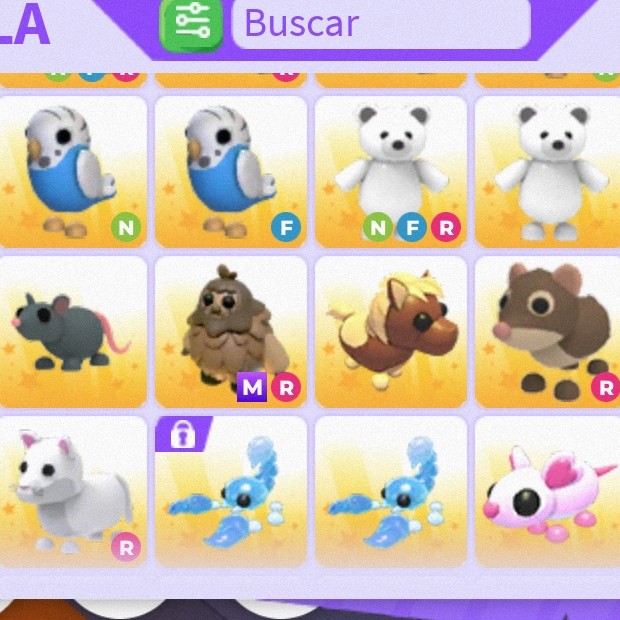 LA
Buscar
N F R R N
N F N F R
M R R
R